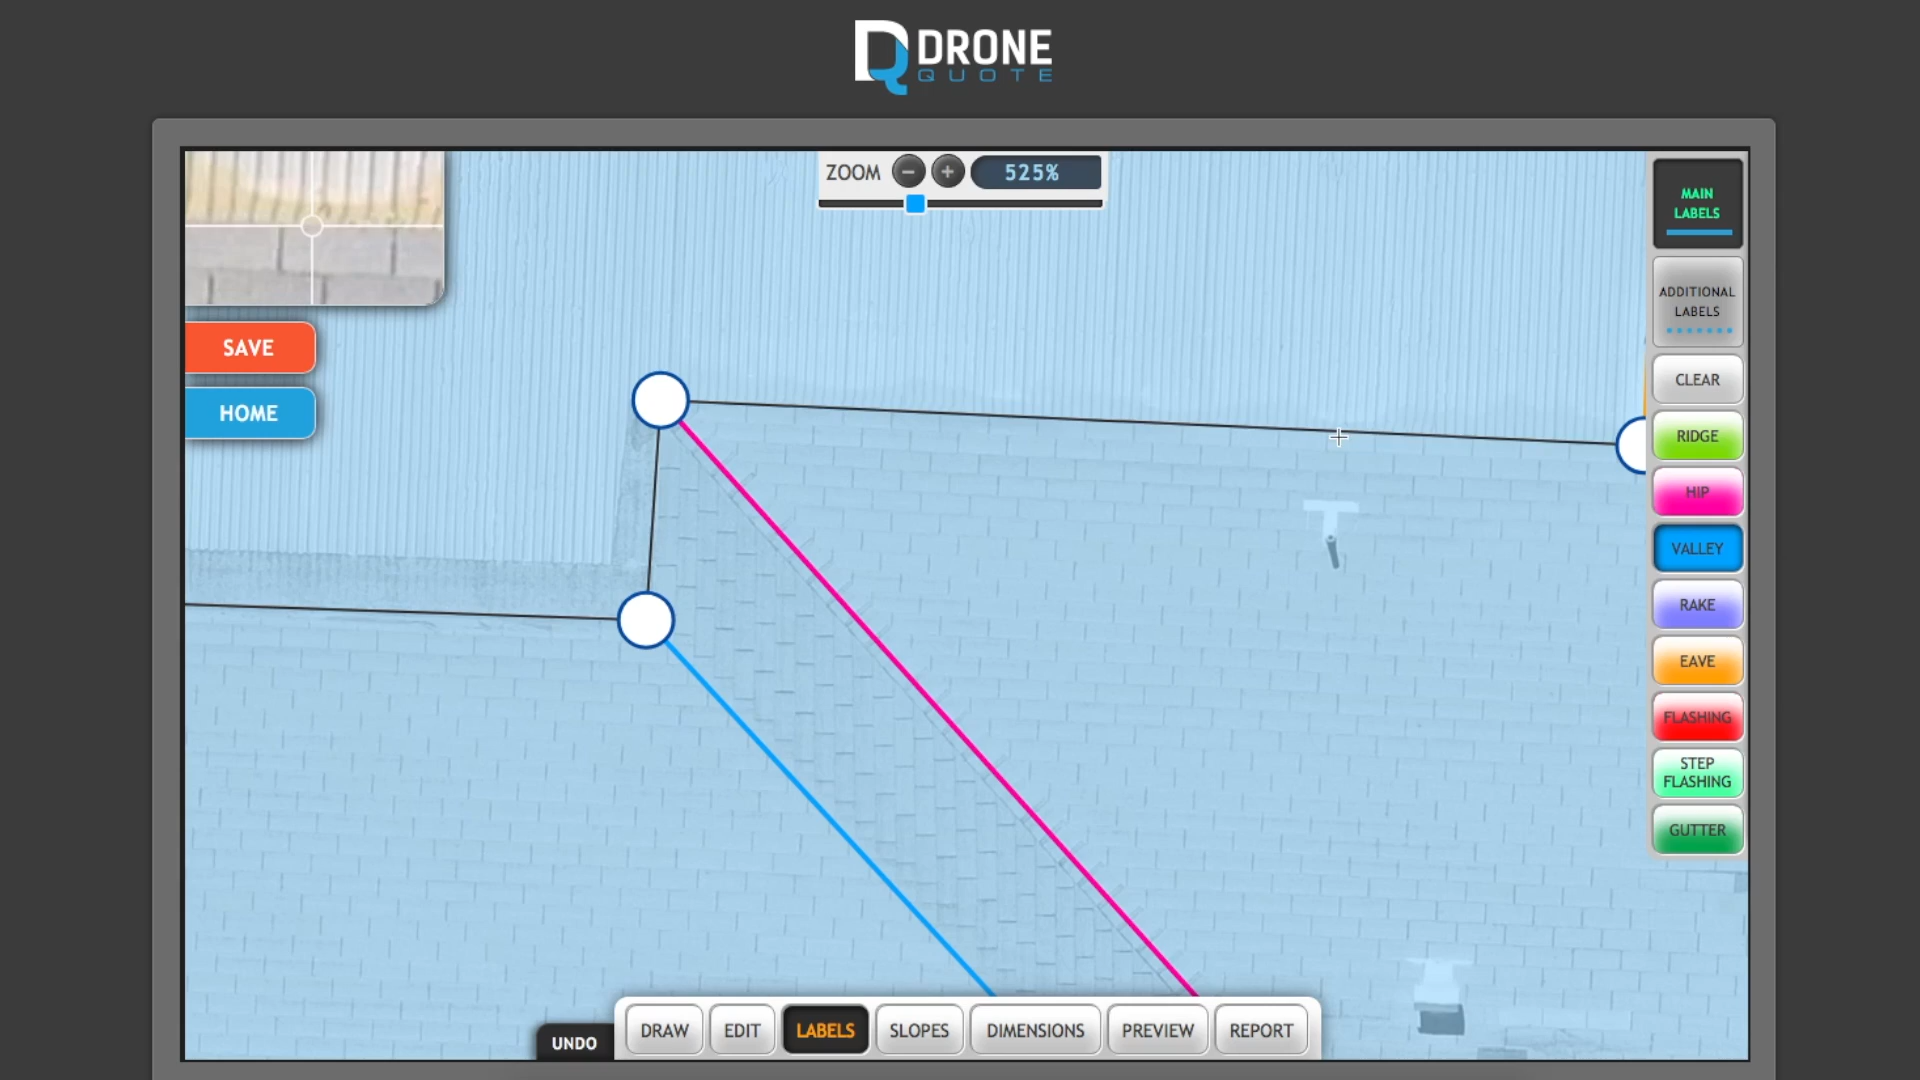 DRONE
QUOTE
ZOOM
525%
MAIN
LABELS
ADDITIONAL
LABELS
SAVE
HOME
CLEAR
RIDGE
HIP
VALLEY
RAKE
EAVE
FLASHING
STEP
FLASHING
GUTTER
UNDO
DRAW
EDIT
LABELS
SLOPES
DIMENSIONS
PREVIEW
REPORT